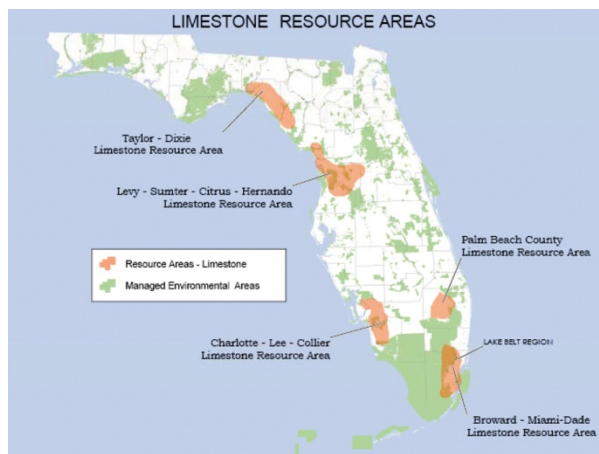 LIMESTONE RESOURCE AREAS
Taylor - Dixie
Limestone Resource Area
Levy - Sumter - Citrus - Hernando
Limestone Resource Area
Palm Beach County
Limestone Resource Area
Resource Areas - Limestone
Managed Environmental Areas
Charlotte - Lee - Collier
Limestone Resource Area
LAKE BELT REGION
Broward - Miami-Dade
Limestone Resource Area